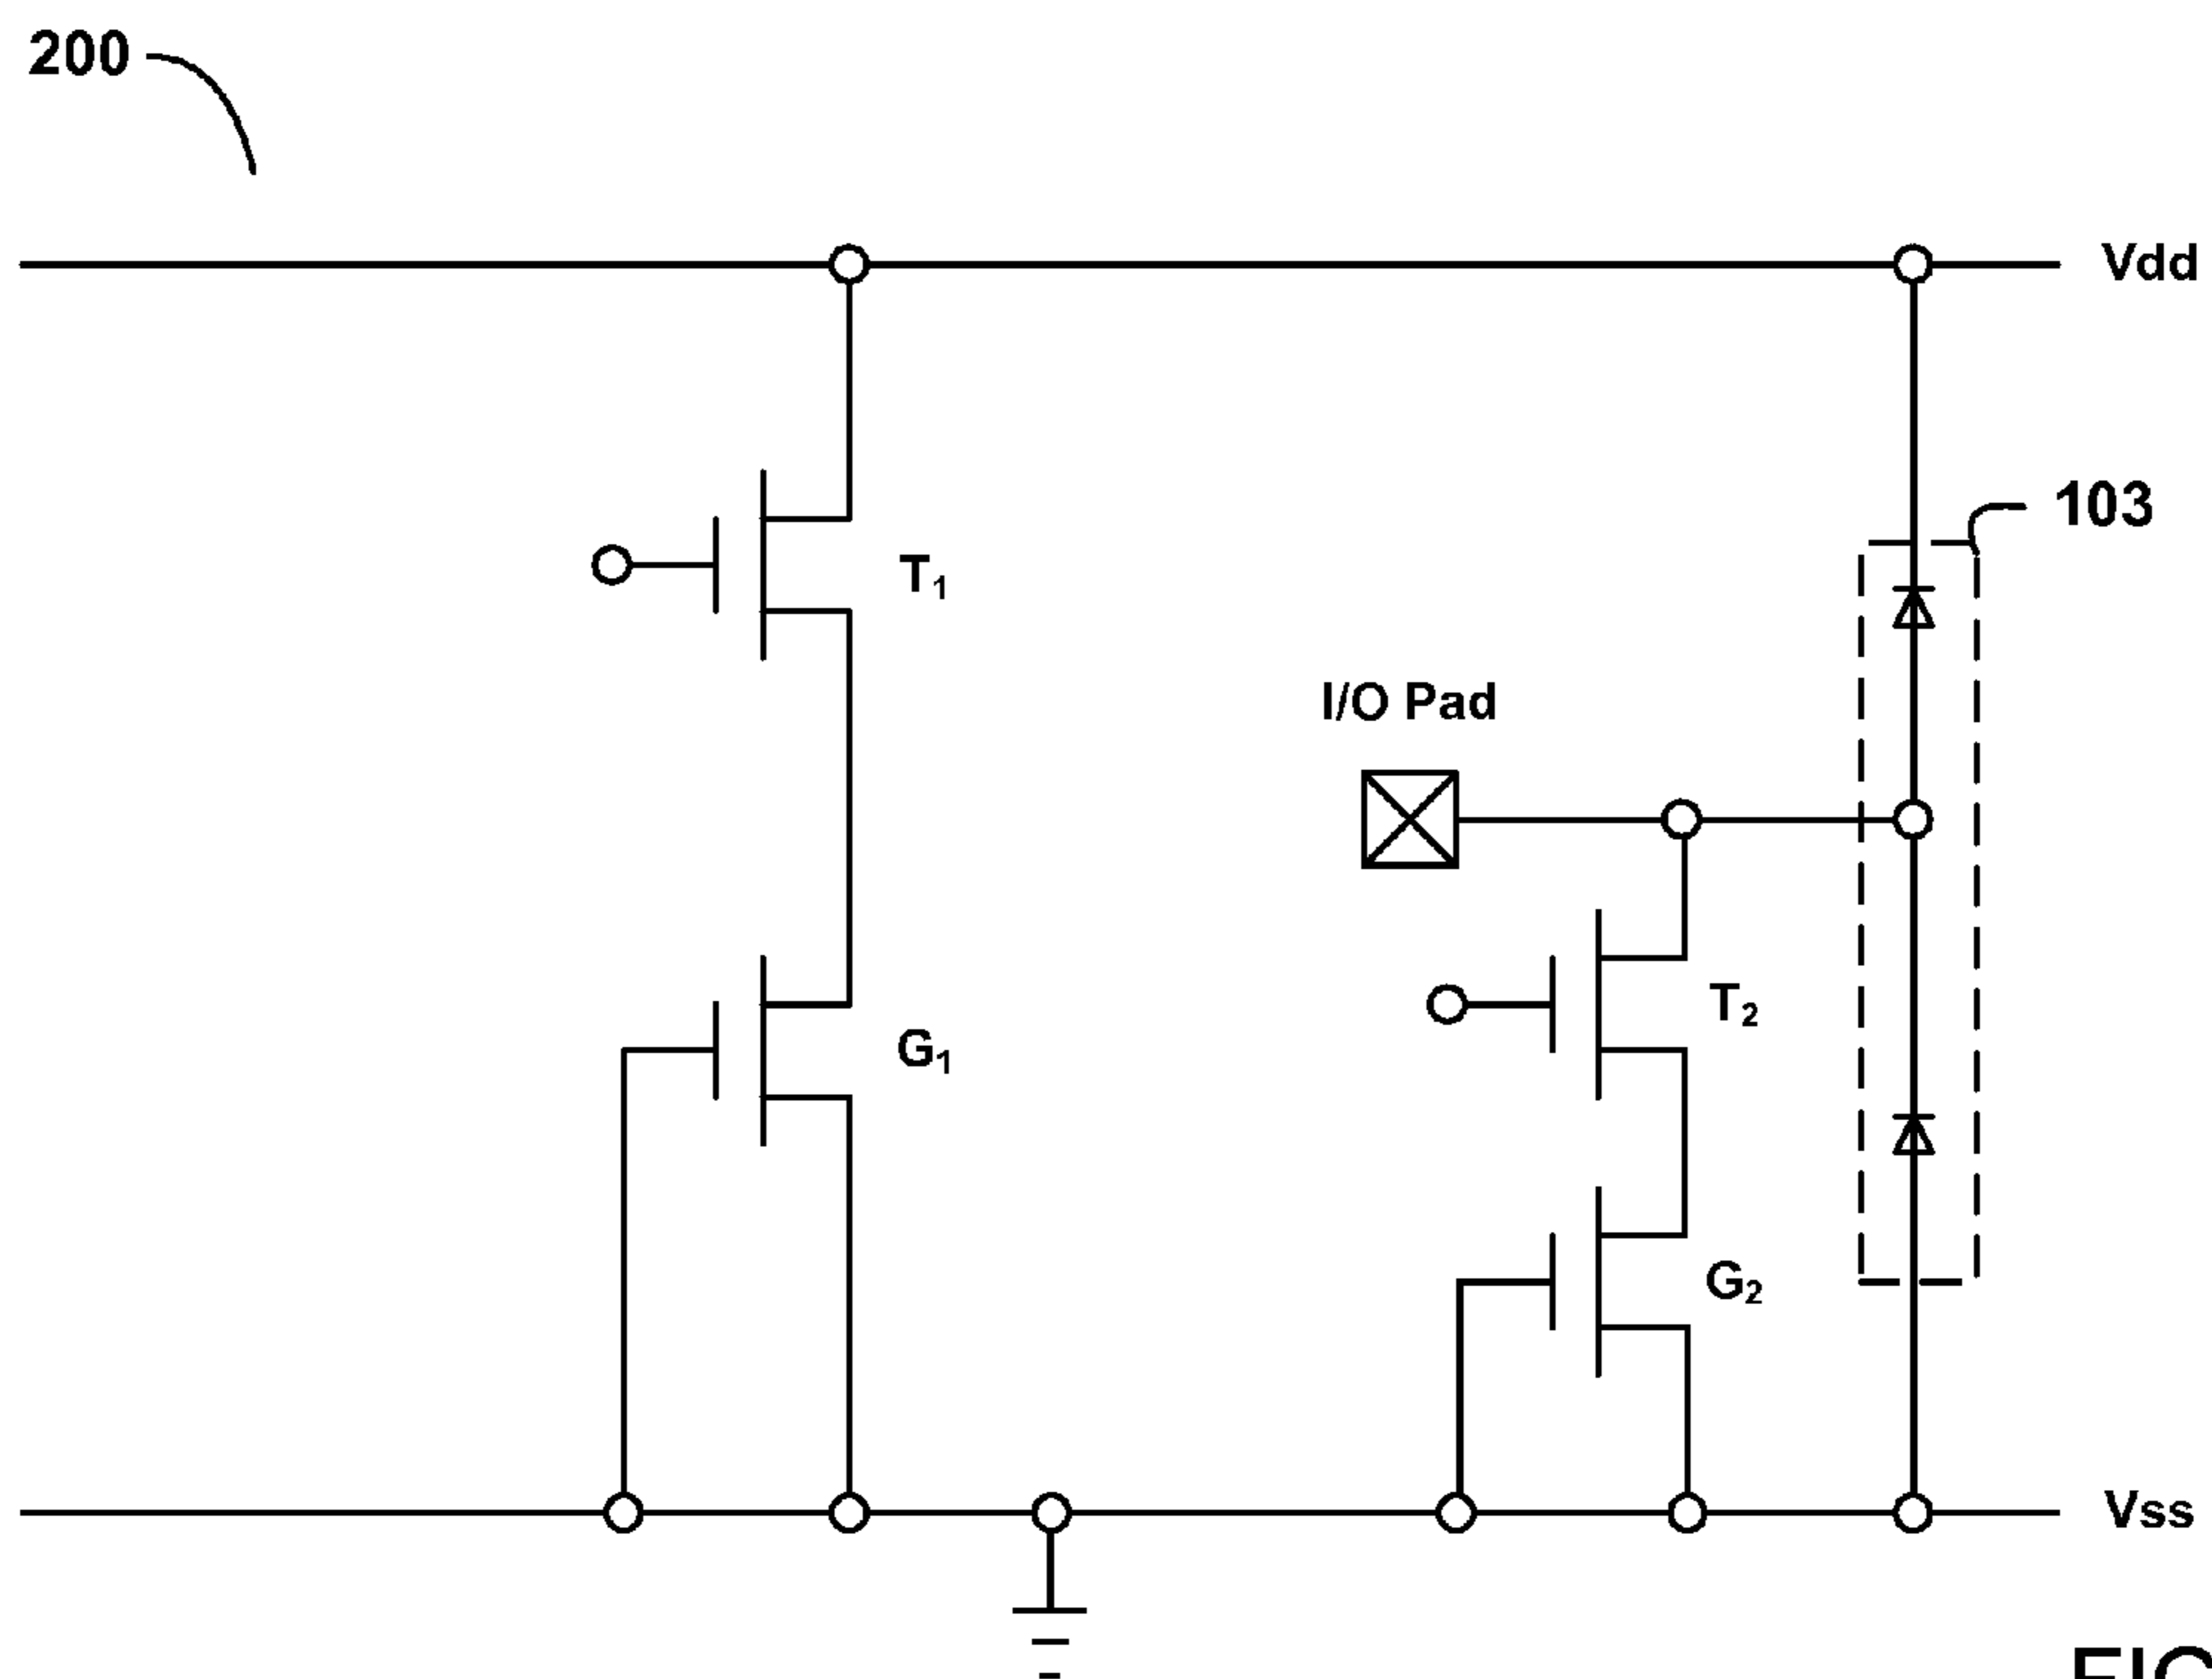 200
Vdd
103
T₁
I/O Pad
T₂
G₁
G₂
Vss